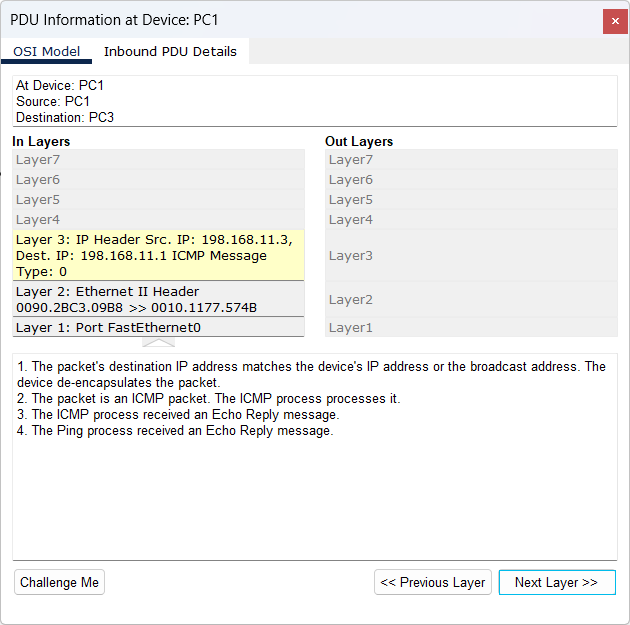 PDU Information at Device: PC1
OSI Model Inbound PDU Details
At Device: PC1
Source: PC1
Destination: PC3
In Layers Out Layers
Layer7 Layer7
Layer6 Layer6
Layer5 Layer5
Layer4 Layer4
Layer 3: IP Header Src. IP: 198.168.11.3,
Dest. IP: 198.168.11.1 ICMP Message
Type: 0
Layer3
Layer 2: Ethernet II Header
0090.2BC3.09B8 >> 0010.1177.574B
Layer2
Layer 1: Port FastEthernet0 Layer1
1. The packet's destination IP address matches the device's IP address or the broadcast address. The
device de-encapsulates the packet.
2. The packet is an ICMP packet. The ICMP process processes it.
3. The ICMP process received an Echo Reply message.
4. The Ping process received an Echo Reply message.
Challenge Me << Previous Layer Next Layer >>